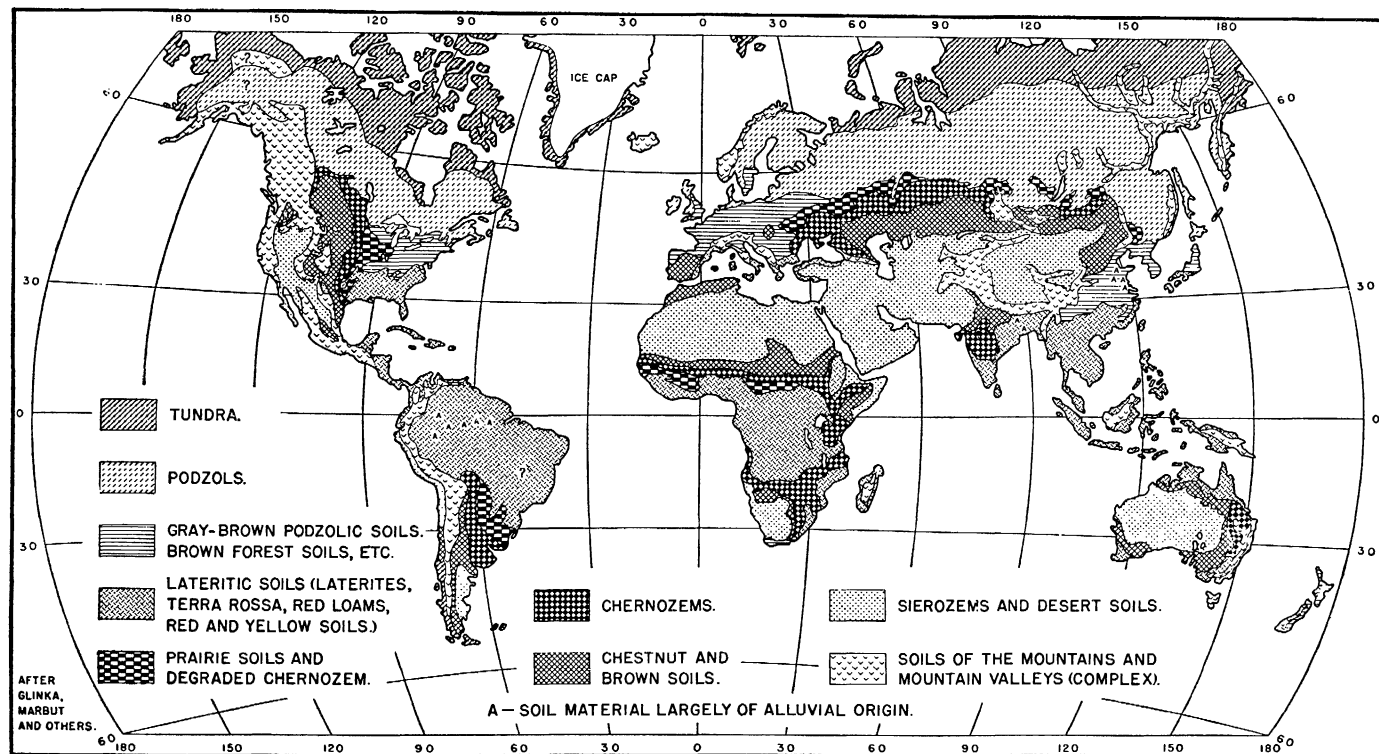 180 150 120 90 60 30 0 30 60 90 120 150 180
ICE CAP
?
?
60 60
30 30
0 0
A A A A A A
?
30 30
TUNDRA.
PODZOLS.
GRAY-BROWN PODZOLIC SOILS.
BROWN FOREST SOILS, ETC.
LATERITIC SOILS (LATERITES,
TERRA ROSSA, RED LOAMS,
RED AND YELLOW SOILS.)
PRAIRIE SOILS AND
DEGRADED CHERNOZEM.
CHERNOZEMS.
CHESTNUT AND
BROWN SOILS.
SIEROZEMS AND DESERT SOILS.
SOILS OF THE MOUNTAINS AND
MOUNTAIN VALLEYS (COMPLEX).
A — SOIL MATERIAL LARGELY OF ALLUVIAL ORIGIN.
AFTER
GLINKA,
MARBUT
AND OTHERS.
60 60
180 150 120 90 60 30 0 30 60 90 120 150 180